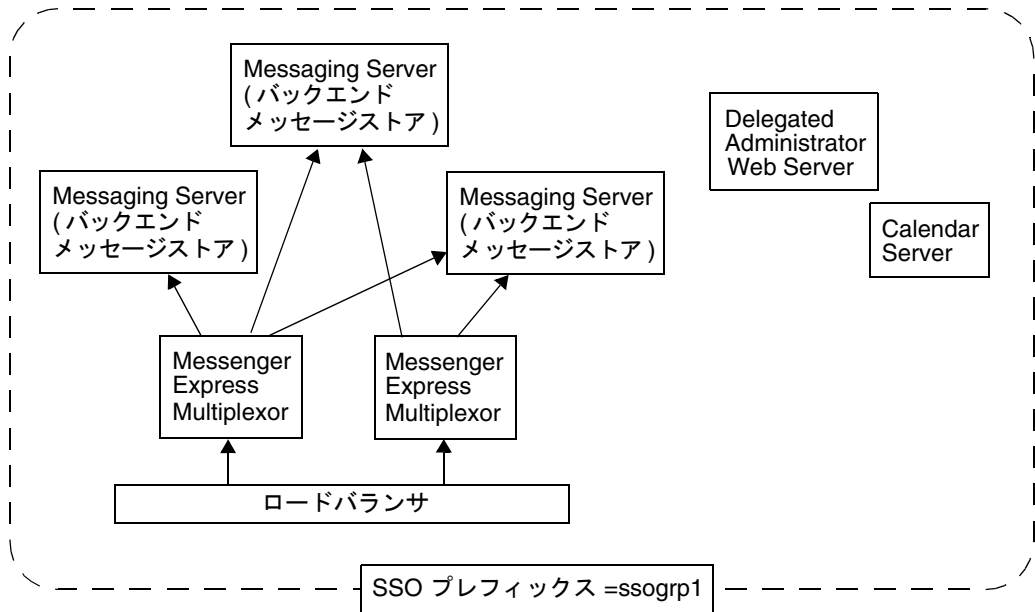 Messaging Server
( バックエンド
メッセージストア )
Delegated
Administrator
Web Server
Messaging Server
( バックエンド
メッセージストア )
Messaging Server
( バックエンド
メッセージストア )
Calendar
Server
Messenger
Express
Multiplexor
Messenger
Express
Multiplexor
ロードバランサ
SSO プレフィックス =ssogrp1